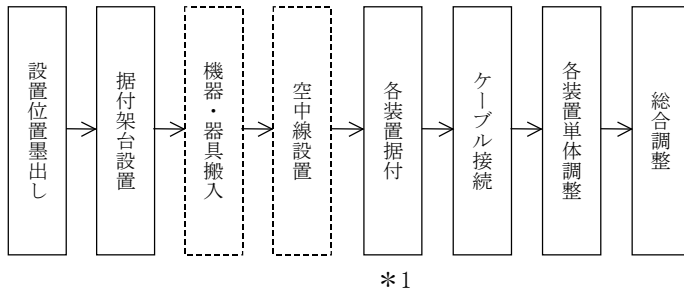 設置位置墨出し
据付架台設置
機器・器具搬入
空中線設置
各装置据付
ケーブル接続
各装置単体調整
総合調整
＊1